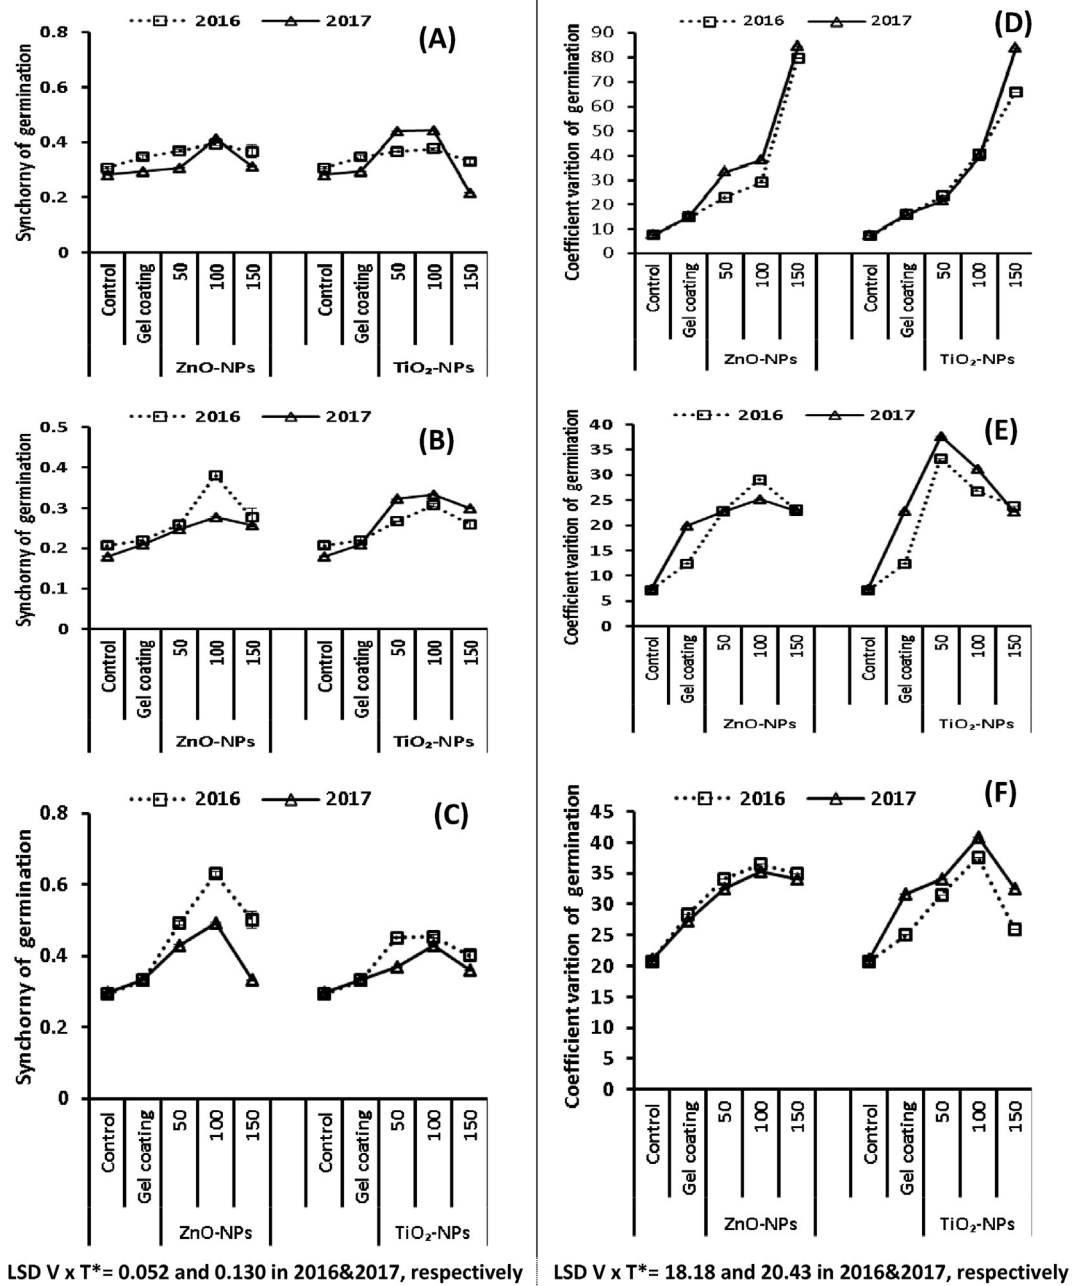 2016 2017
(A)
Synchorny of germination
0.8
0.6
0.4
0.2
0
Control Gel coating 50 100 150 Control Gel coating 50 100 150
ZnO-NPs TiO₂-NPs
2016 2017
(D)
Coefficient varition of germination
90
80
70
60
50
40
30
20
10
0
Control Gel coating 50 100 150 Control Gel coating 50 100 150
ZnO-NPs TiO₂-NPs
2016 2017
(B)
Synchorny of germination
0.5
0.4
0.3
0.2
0.1
0
Control Gel coating 50 100 150 Control Gel coating 50 100 150
ZnO-NPs TiO₂-NPs
2016 2017
(E)
Coefficient varition of germination
40
35
30
25
20
15
10
5
0
Control Gel coating 50 100 150 Control Gel coating 50 100 150
ZnO-NPs TiO₂-NPs
2016 2017
(C)
Synchorny of germination
0.8
0.6
0.4
0.2
0
Control Gel coating 50 100 150 Control Gel coating 50 100 150
ZnO-NPs TiO₂-NPs
2016 2017
(F)
Coefficient varition of germination
45
40
35
30
25
20
15
10
5
0
Control Gel coating 50 100 150 Control Gel coating 50 100 150
ZnO-NPs TiO₂-NPs
LSD V x T*= 0.052 and 0.130 in 2016&2017, respectively
LSD V x T*= 18.18 and 20.43 in 2016&2017, respectively